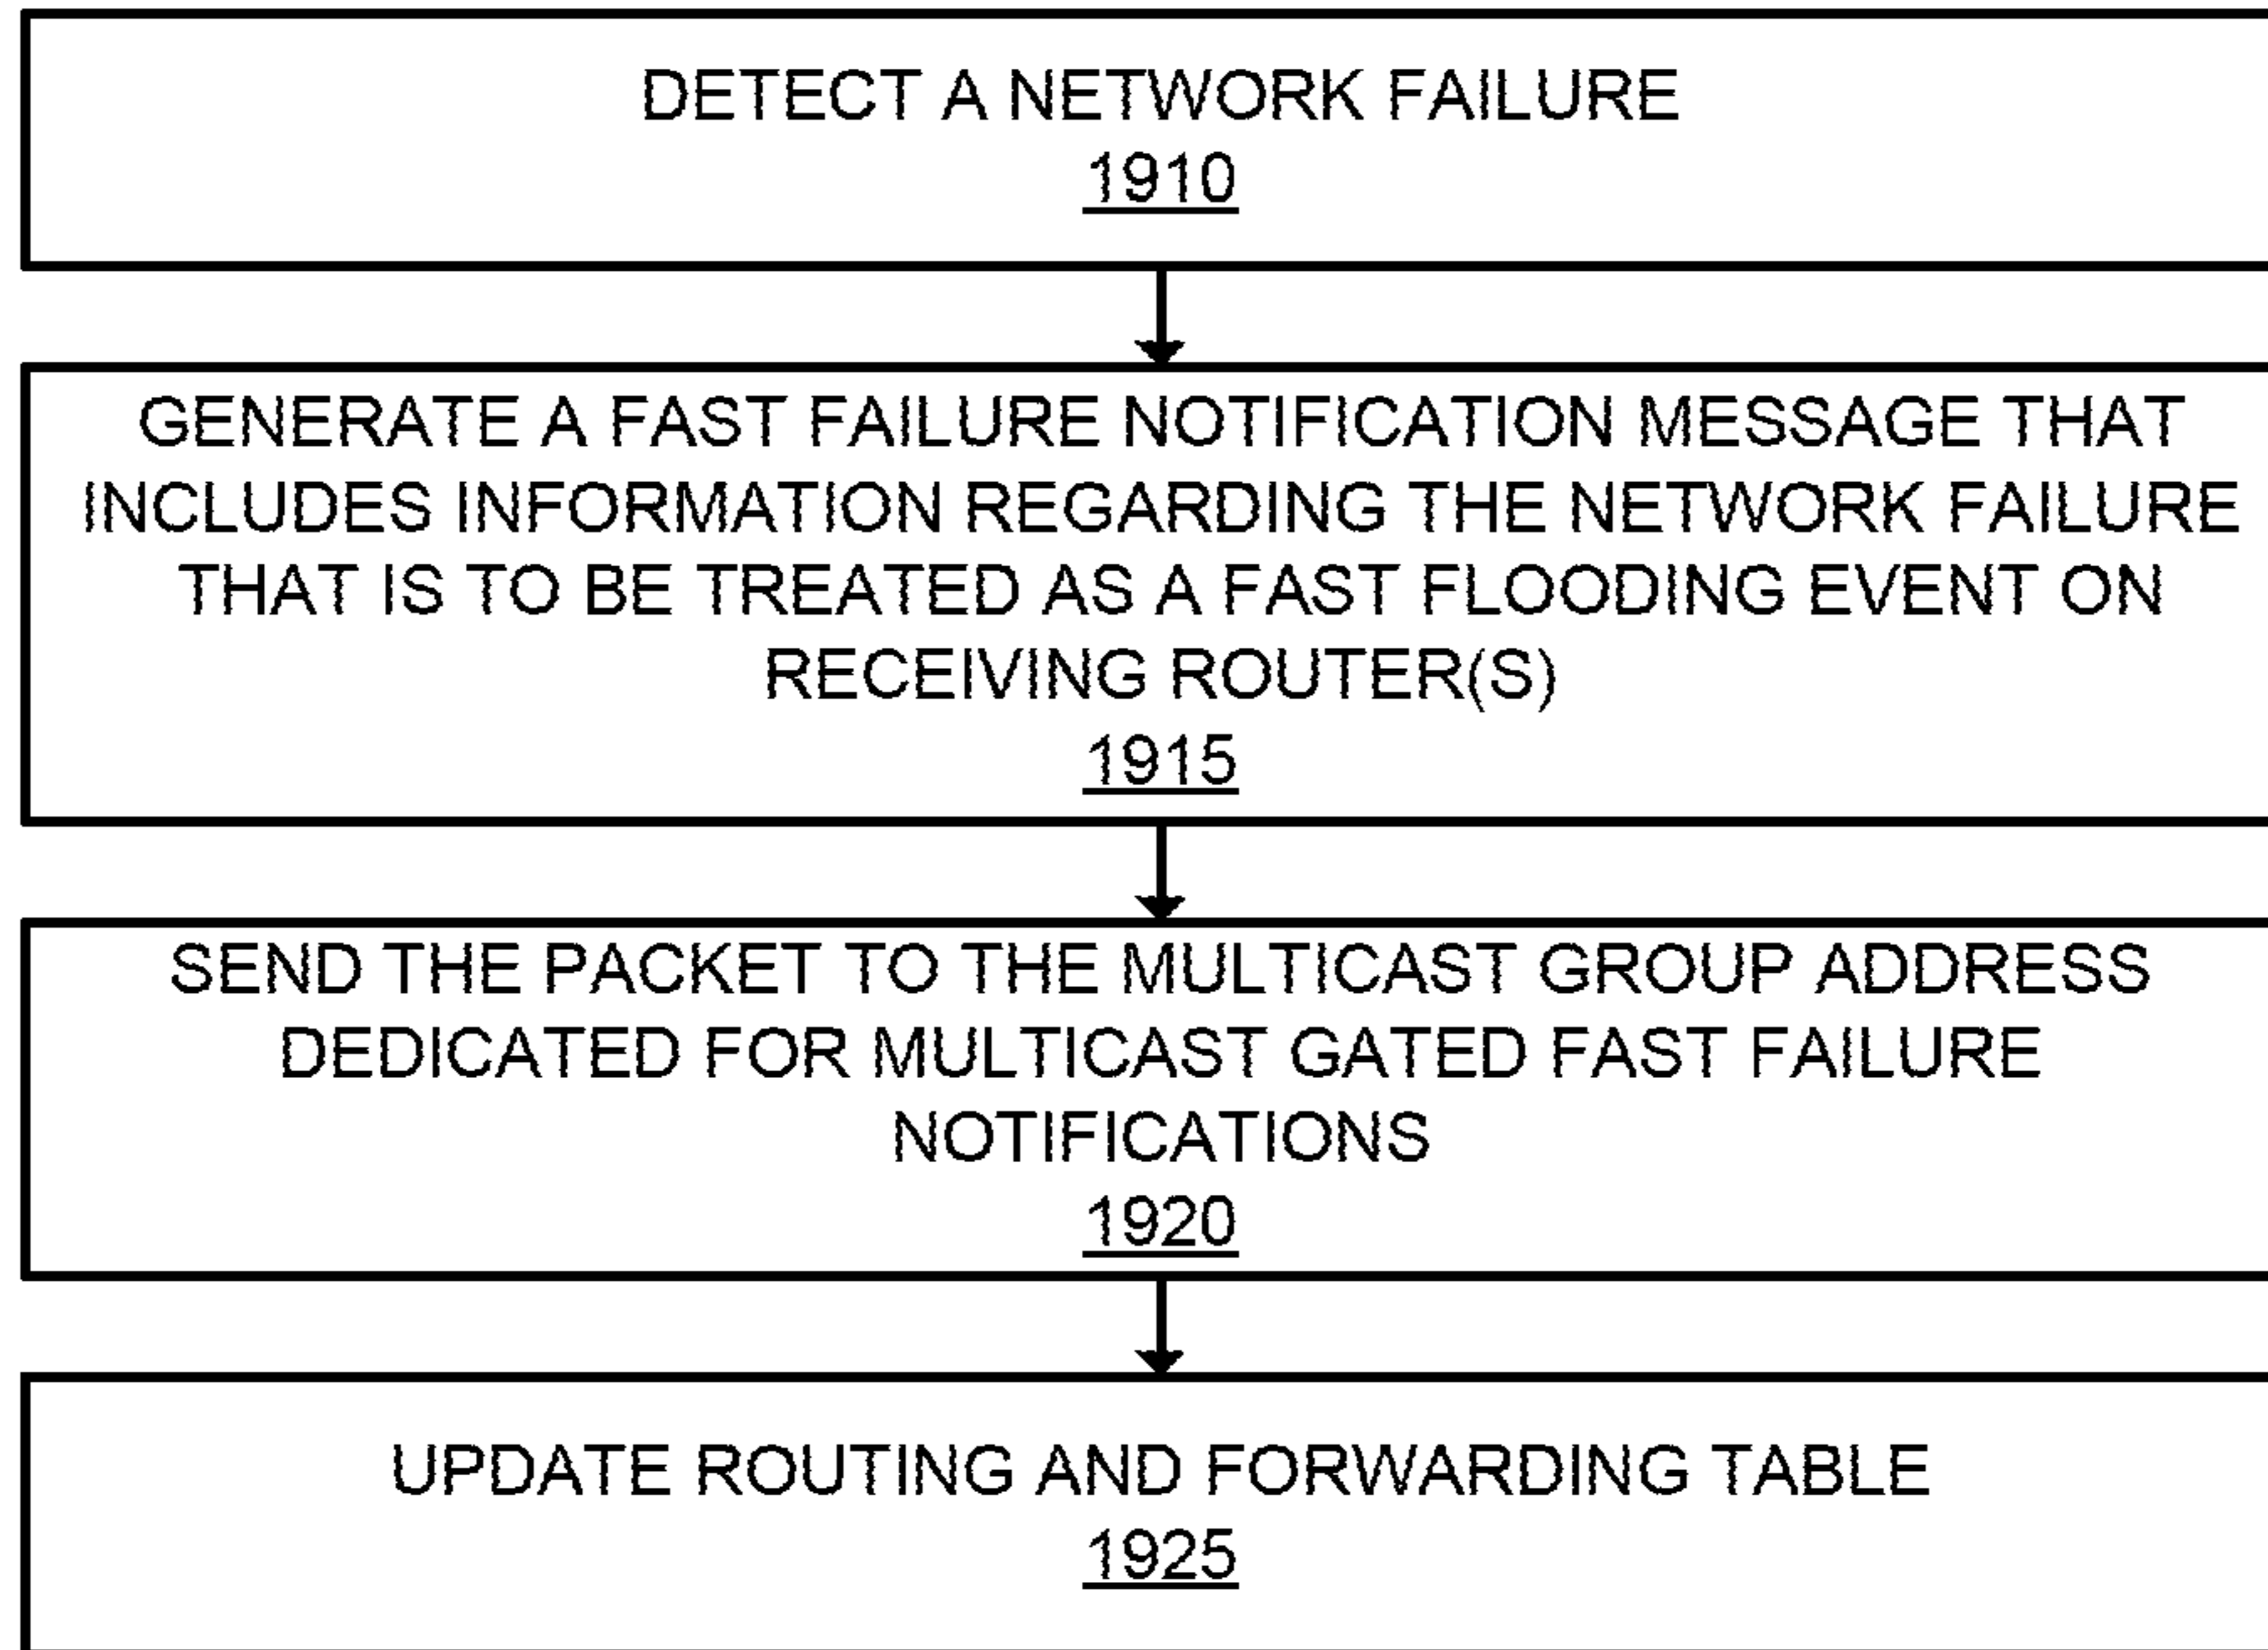 DETECT A NETWORK FAILURE
1910
GENERATE A FAST FAILURE NOTIFICATION MESSAGE THAT
INCLUDES INFORMATION REGARDING THE NETWORK FAILURE
THAT IS TO BE TREATED AS A FAST FLOODING EVENT ON
RECEIVING ROUTER(S)
1915
SEND THE PACKET TO THE MULTICAST GROUP ADDRESS
DEDICATED FOR MULTICAST GATED FAST FAILURE
NOTIFICATIONS
1920
UPDATE ROUTING AND FORWARDING TABLE
1925